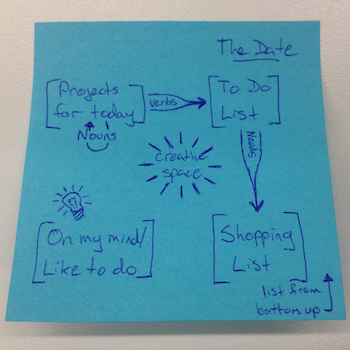 The Date
Projects
for today
Nouns
verbs
To Do
List
Needs
creative
space
On my mind/
Like to do
Shopping
List
list from
bottom up